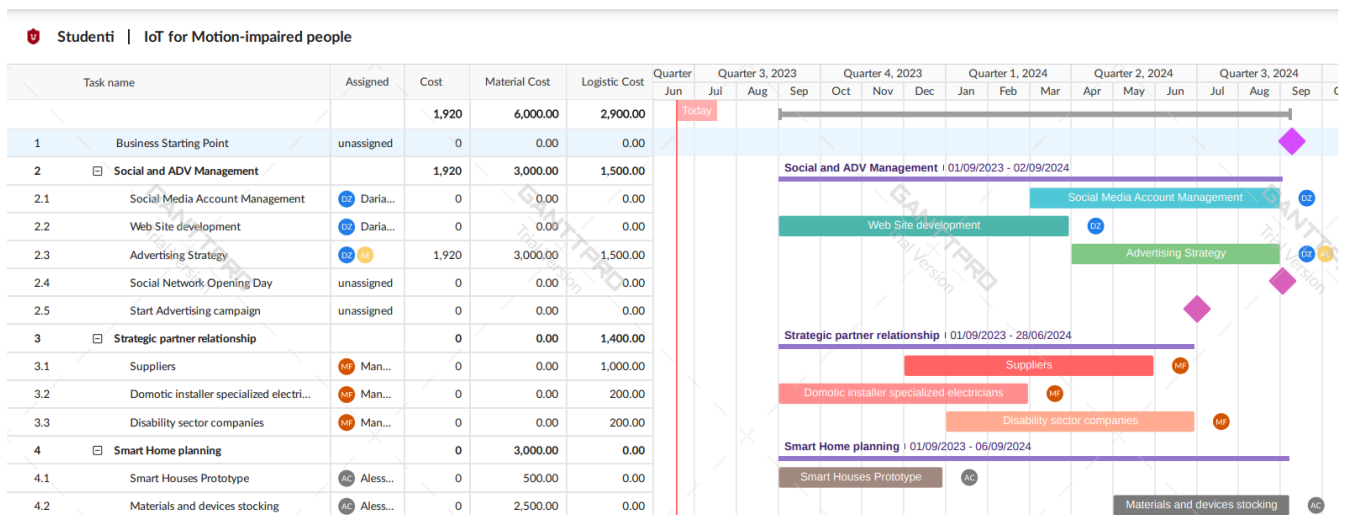 Studenti | IoT for Motion-impaired people
Task name Assigned Cost Material Cost Logistic Cost Quarter Quarter 3, 2023 Quarter 4, 2023 Quarter 1, 2024 Quarter 2, 2024 Quarter 3, 2024
Jun Jul Aug Sep Oct Nov Dec Jan Feb Mar Apr May Jun Jul Aug Sep
1,920 6,000.00 2,900.00 Today
1 Business Starting Point unassigned 0 0.00 0.00
2 Social and ADV Management 1,920 3,000.00 1,500.00 Social and ADV Management 01/09/2023 - 02/09/2024
2.1 Social Media Account Management DZ Daria... 0 0.00 0.00 Social Media Account Management DZ
2.2 Web Site development DZ Daria... 0 0.00 0.00 Web Site development DZ
2.3 Advertising Strategy DZ AE 1,920 3,000.00 1,500.00 Advertising Strategy DZ
2.4 Social Network Opening Day unassigned 0 0.00 0.00
2.5 Start Advertising campaign unassigned 0 0.00 0.00
3 Strategic partner relationship 0 0.00 1,400.00 Strategic partner relationship 01/09/2023 - 28/06/2024
3.1 Suppliers MF Man... 0 0.00 1,000.00 Suppliers MF
3.2 Domotic installer specialized electri... MF Man... 0 0.00 200.00 Domotic installer specialized electricians MF
3.3 Disability sector companies MF Man... 0 0.00 200.00 Disability sector companies MF
4 Smart Home planning 0 3,000.00 0.00 Smart Home planning 01/09/2023 - 06/09/2024
4.1 Smart Houses Prototype AC Aless... 0 500.00 0.00 Smart Houses Prototype AC
4.2 Materials and devices stocking AC Aless... 0 2,500.00 0.00 Materials and devices stocking AC
GANTTPRO
Trial Version
GANTTPRO
Trial Version